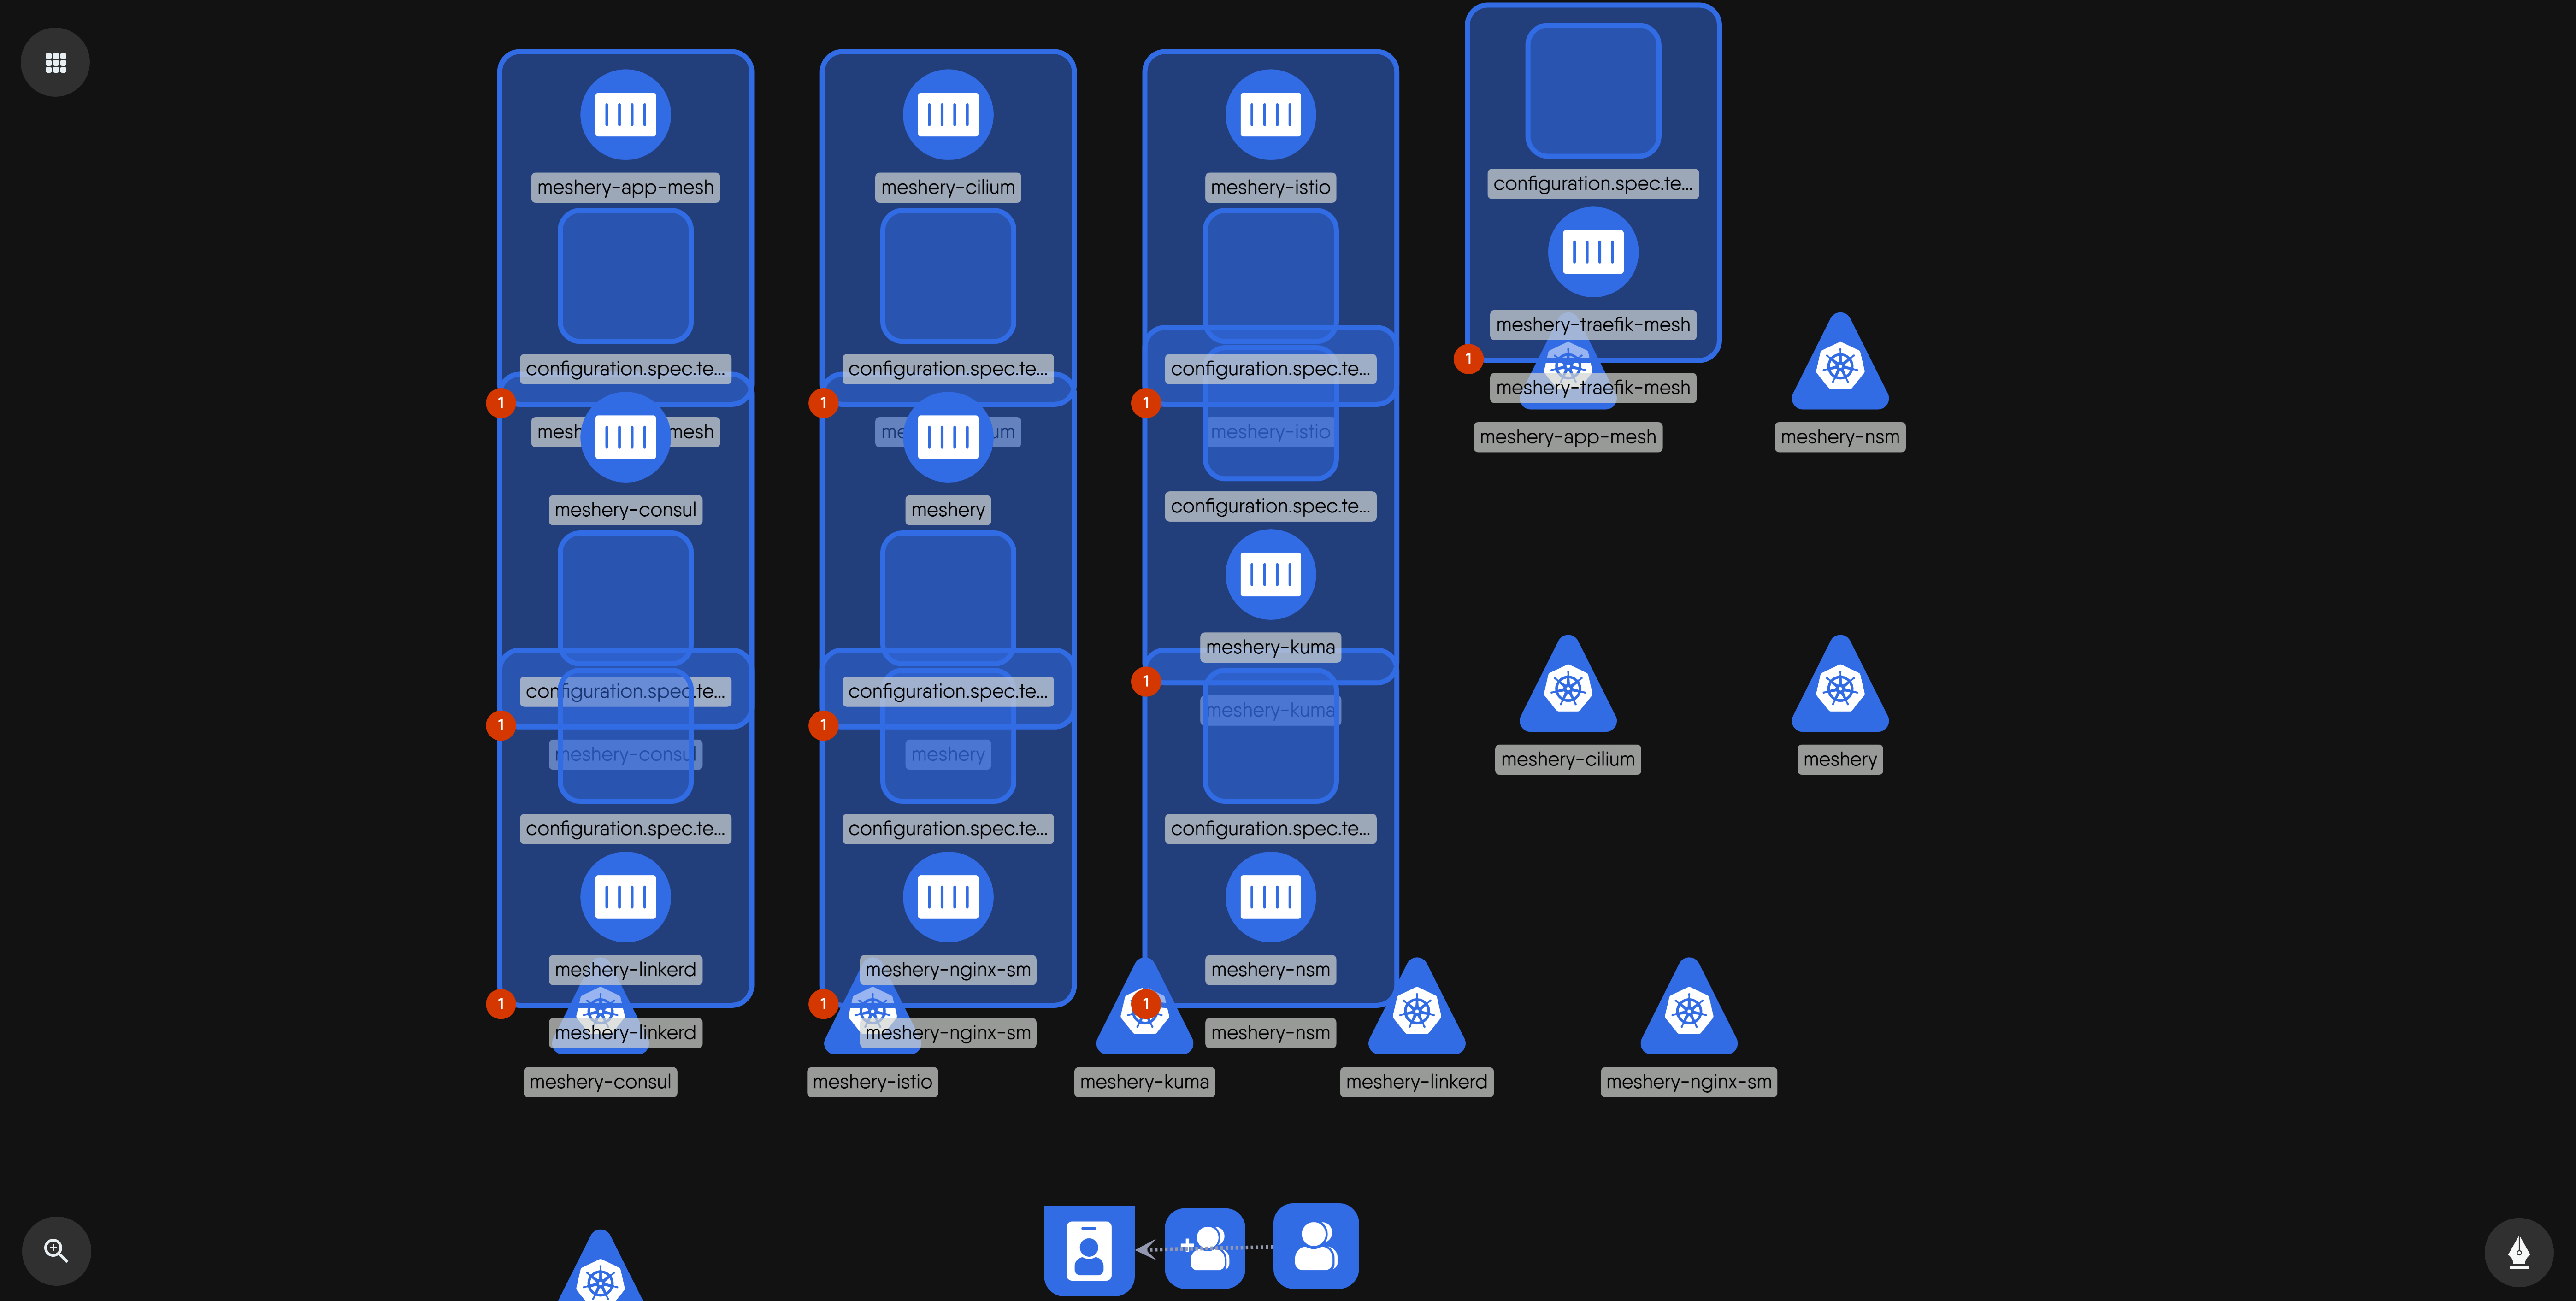 meshery-app-mesh
configuration.spec.te...
1
mesh mesh
meshery-consul
configuration.spec.te...
1
meshery-consul
configuration.spec.te...
meshery-linkerd
1
meshery-linkerd
meshery-consul
meshery-cilium
configuration.spec.te...
1
me um
meshery
configuration.spec.te...
1
meshery
configuration.spec.te...
meshery-nginx-sm
1
meshery-nginx-sm
meshery-istio
meshery-istio
configuration.spec.te...
1
meshery-istio
configuration.spec.te...
meshery-kuma
1
meshery-kuma
configuration.spec.te...
meshery-nsm
1
meshery-nsm
meshery-kuma
meshery-linkerd
configuration.spec.te...
meshery-traefik-mesh
1
meshery-traefik-mesh
meshery-app-mesh
meshery-nsm
meshery-cilium
meshery
meshery-nginx-sm